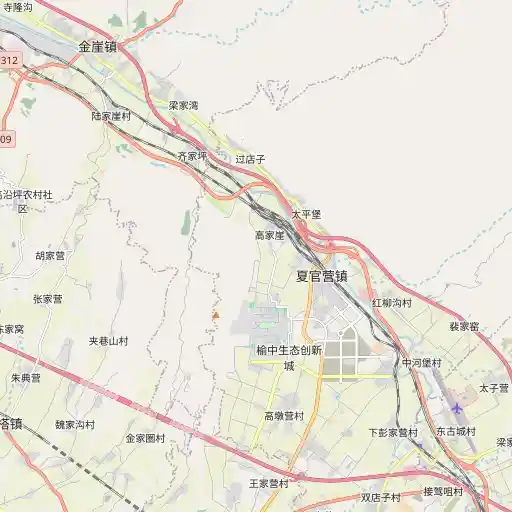 寺隆沟
金崖镇
312
梁家湾
陆家崖村
09
齐家坪
过店子
沿坪农村社
区
太平堡
高家崖
胡家营
夏官营镇
张家营
红柳沟村
裴家窑
家窝
夹巷山村
榆中生态创新
城
中河堡村
朱典营
太子营
高墩营村
塔镇
魏家沟村
金家圈村
下彭家营村
东古城村
梁家
王家营村
双店子村
接驾咀村